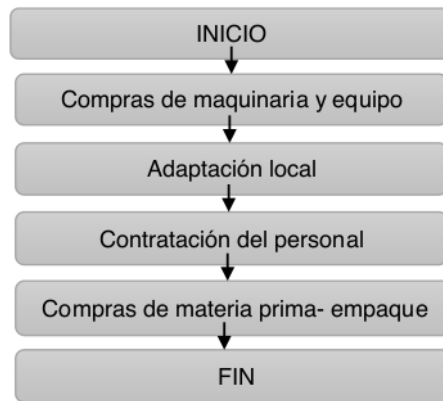 INICIO
Compras de maquinaria y equipo
Adaptación local
Contratación del personal
Compras de materia prima- empaque
FIN